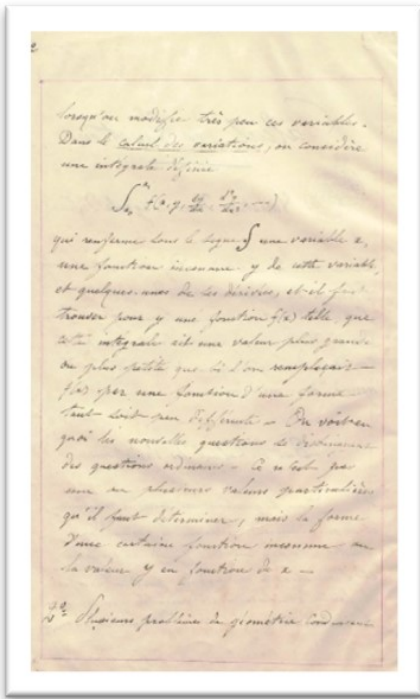 2
lorsqu'on modifie très peu ces variables.
Dans le calcul des variations, on considère
une intégrale définie
∫ f(x, y, dy/dx, d²y/dx², ...)
qui renferme sous le signe ∫ une variable x,
une fonction inconnue y de cette variable,
et quelques-unes de ses dérivées, et il faut
trouver pour y une fonction f(x) telle que
cette intégrale ait une valeur plus grande
ou plus petite que si l'on remplaçait
f(x) par une fonction d'une forme
tant soit peu différente - On voit en
quoi les nouvelles questions se
des questions ordinaires - Ce n'est pas
une ou plusieurs valeurs particulières
qu'il faut déterminer, mais la forme
d'une certaine fonction inconnue ou
la valeur y en fonction de x -
Plusieurs problèmes de géométrie